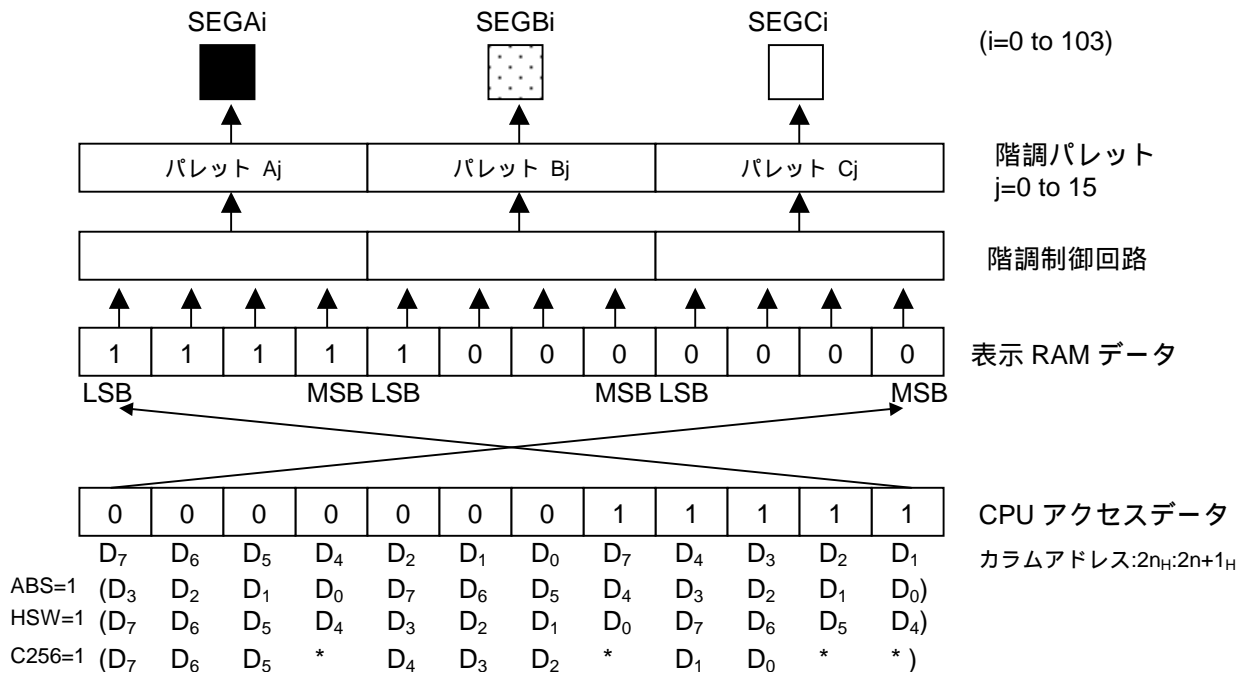 SEGAi SEGBi SEGCi (i=0 to 103)
パレット Aj パレット Bj パレット Cj 階調パレット
j=0 to 15
階調制御回路
1 1 1 1 1 0 0 0 0 0 0 0 表示 RAM データ
LSB MSB LSB MSB LSB MSB
0 0 0 0 0 0 0 1 1 1 1 1 CPU アクセスデータ
D7 D6 D5 D4 D2 D1 D0 D7 D4 D3 D2 D1 カラムアドレス:2nH:2n+1H
ABS=1 (D3 D2 D1 D0 D7 D6 D5 D4 D3 D2 D1 D0)
HSW=1 (D7 D6 D5 D4 D3 D2 D1 D0 D7 D6 D5 D4)
C256=1 (D7 D6 D5 * D4 D3 D2 * D1 D0 * * )